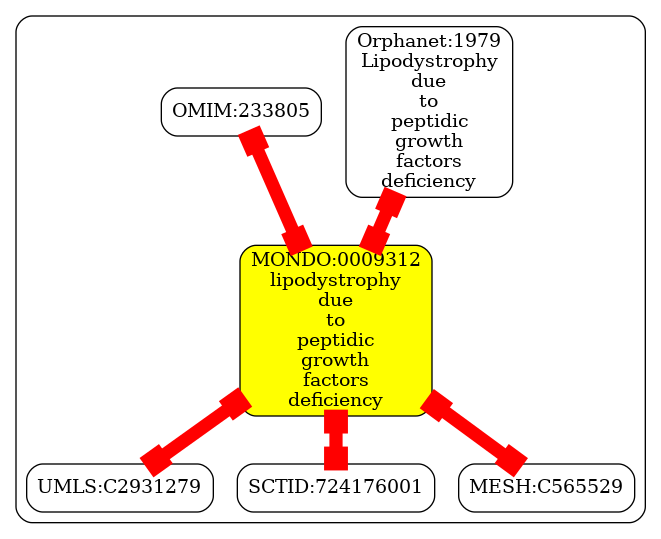 Orphanet:1979
Lipodystrophy
due
to
peptidic
growth
factors
deficiency
OMIM:233805
MONDO:0009312
lipodystrophy
due
to
peptidic
growth
factors
deficiency
UMLS:C2931279
SCTID:724176001
MESH:C565529